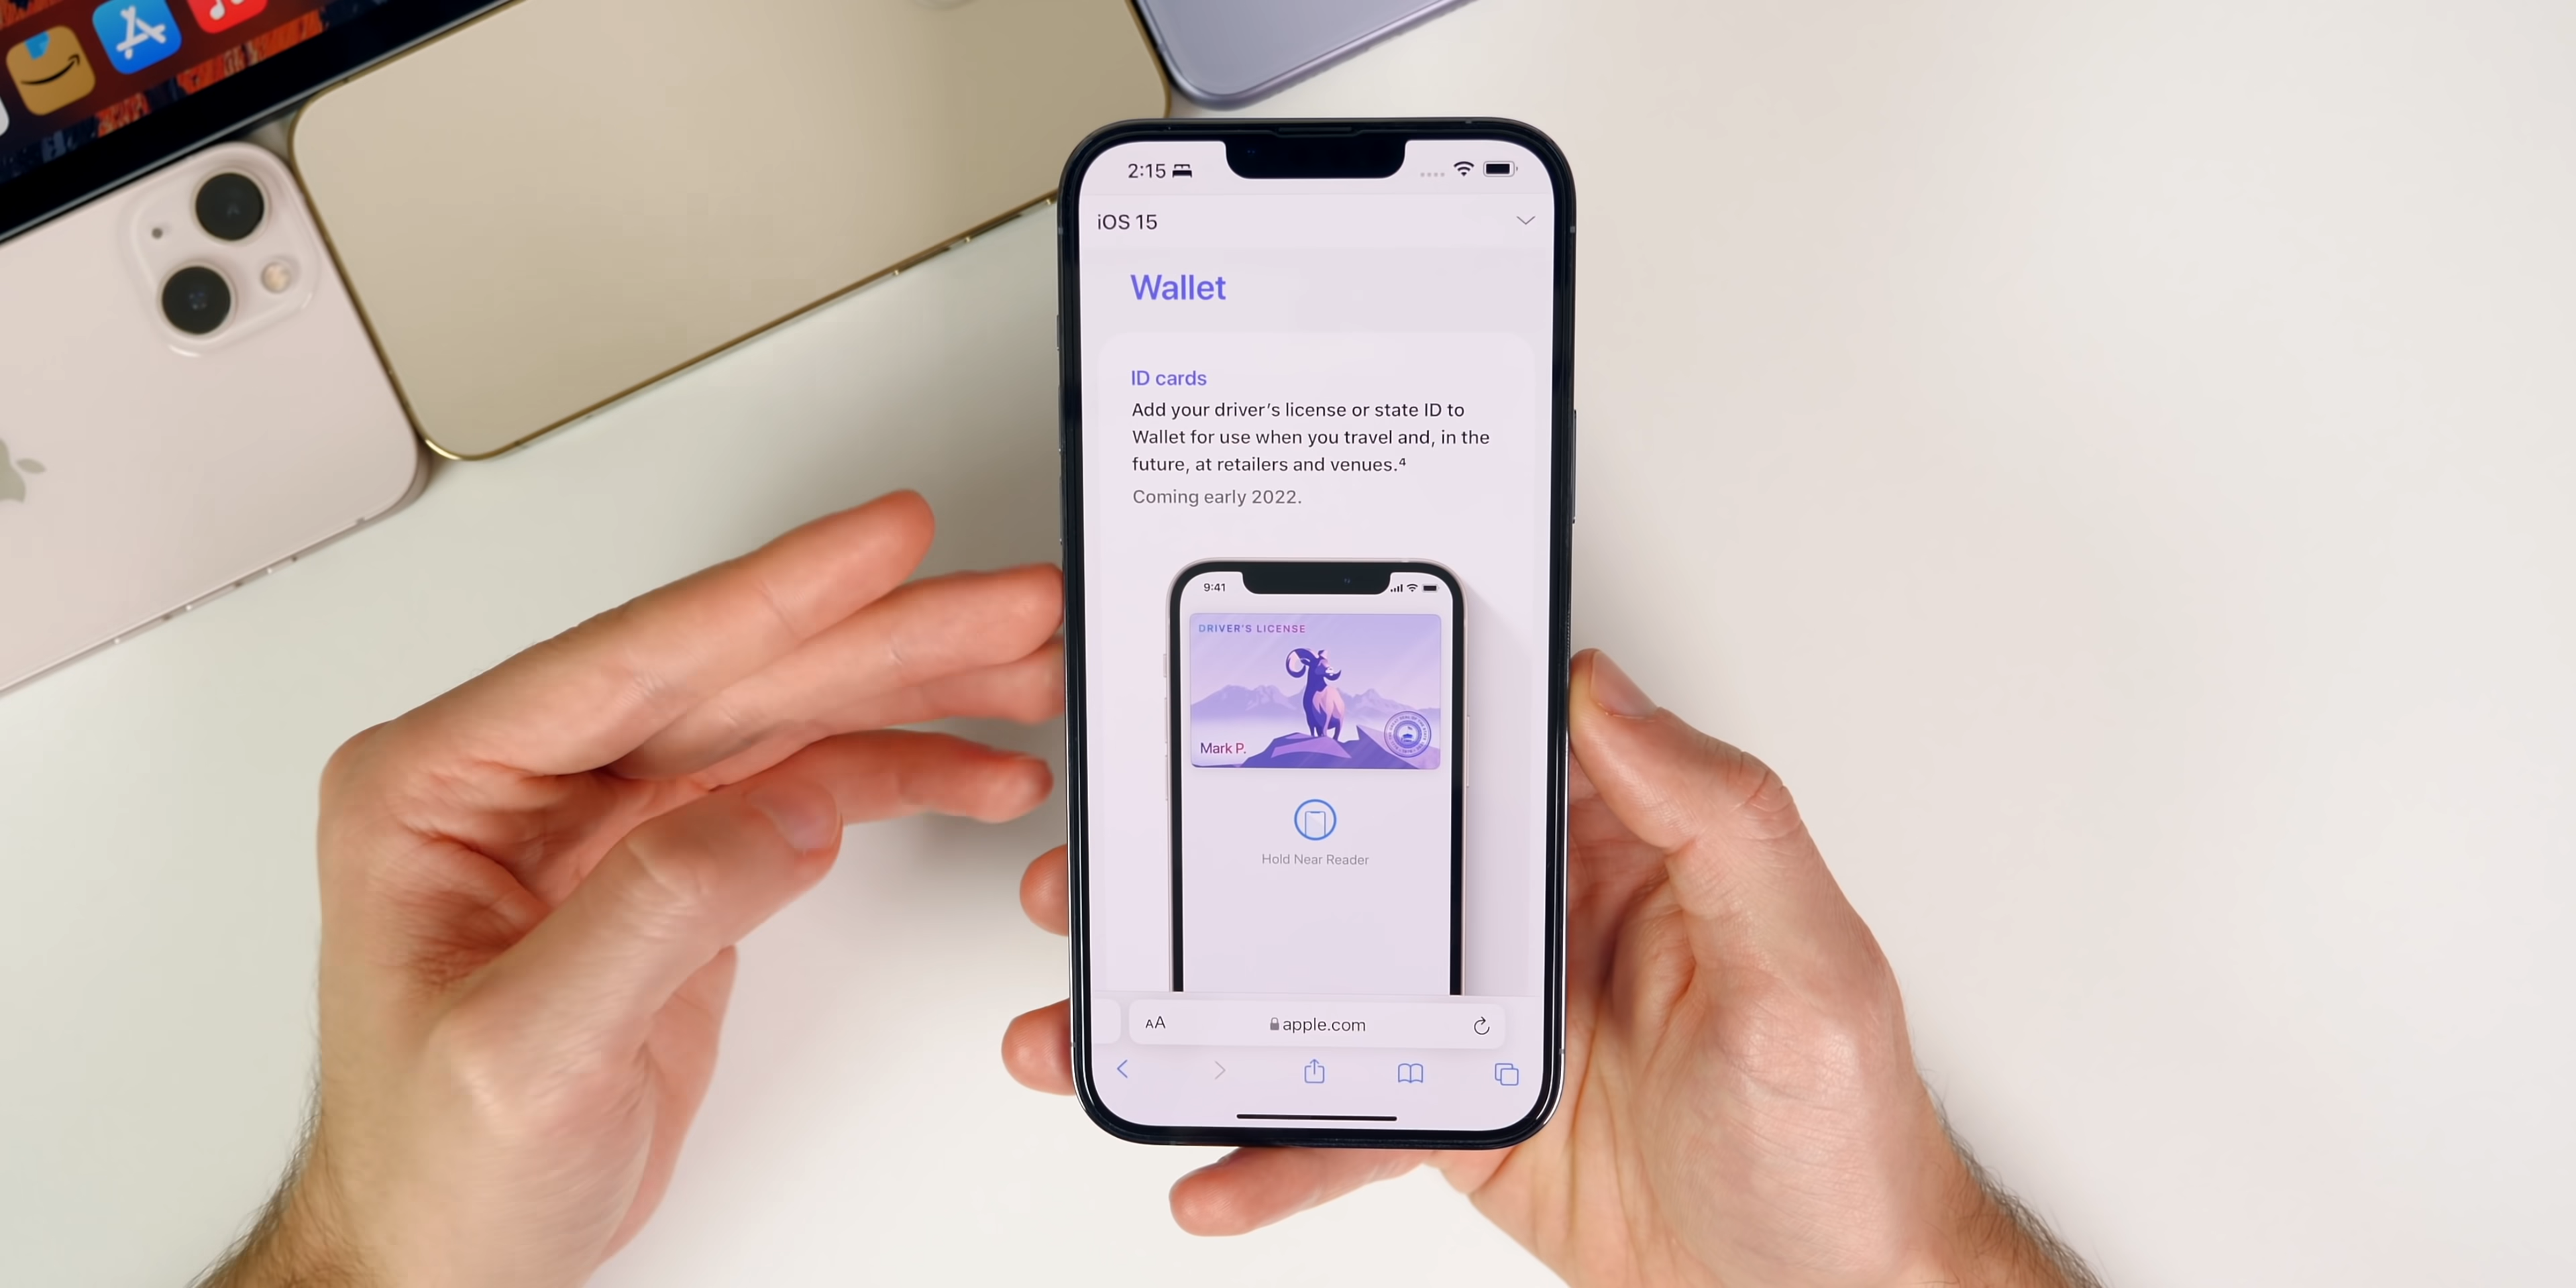 2:15
iOS 15
Wallet
ID cards
Add your driver’s license or state ID to
Wallet for use when you travel and, in the
future, at retailers and venues.⁴
Coming early 2022.
9:41
DRIVER'S LICENSE
Mark P.
Hold Near Reader
AA
apple.com